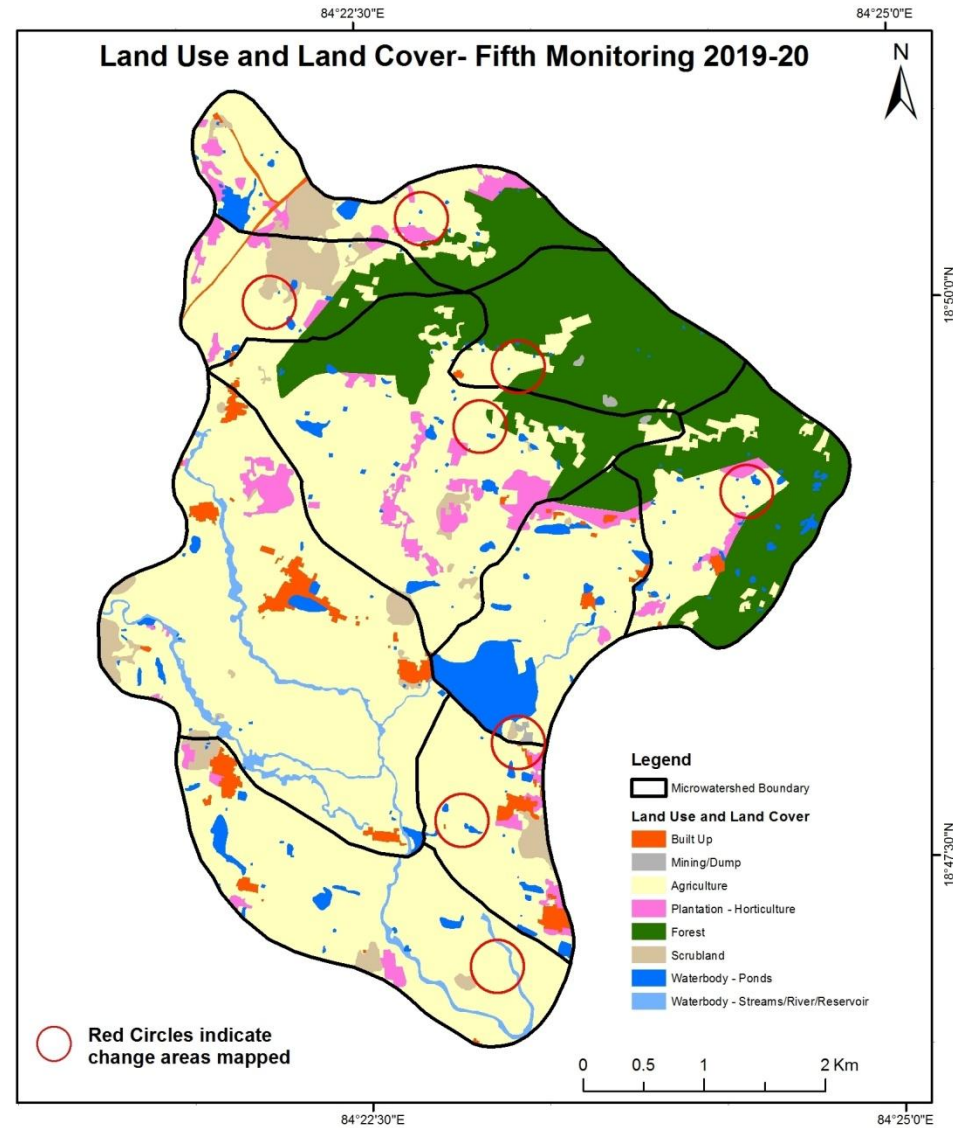 84°22'30"E
84°25'0"E
Land Use and Land Cover- Fifth Monitoring 2019-20
N
18°50'0"N
Legend
Microwatershed Boundary
Land Use and Land Cover
Built Up
Mining/Dump
Agriculture
Plantation - Horticulture
Forest
Scrubland
Waterbody - Ponds
Waterbody - Streams/River/Reservoir
18°47'30"N
Red Circles indicate
change areas mapped
0 0.5 1 2 Km
84°22'30"E
84°25'0"E